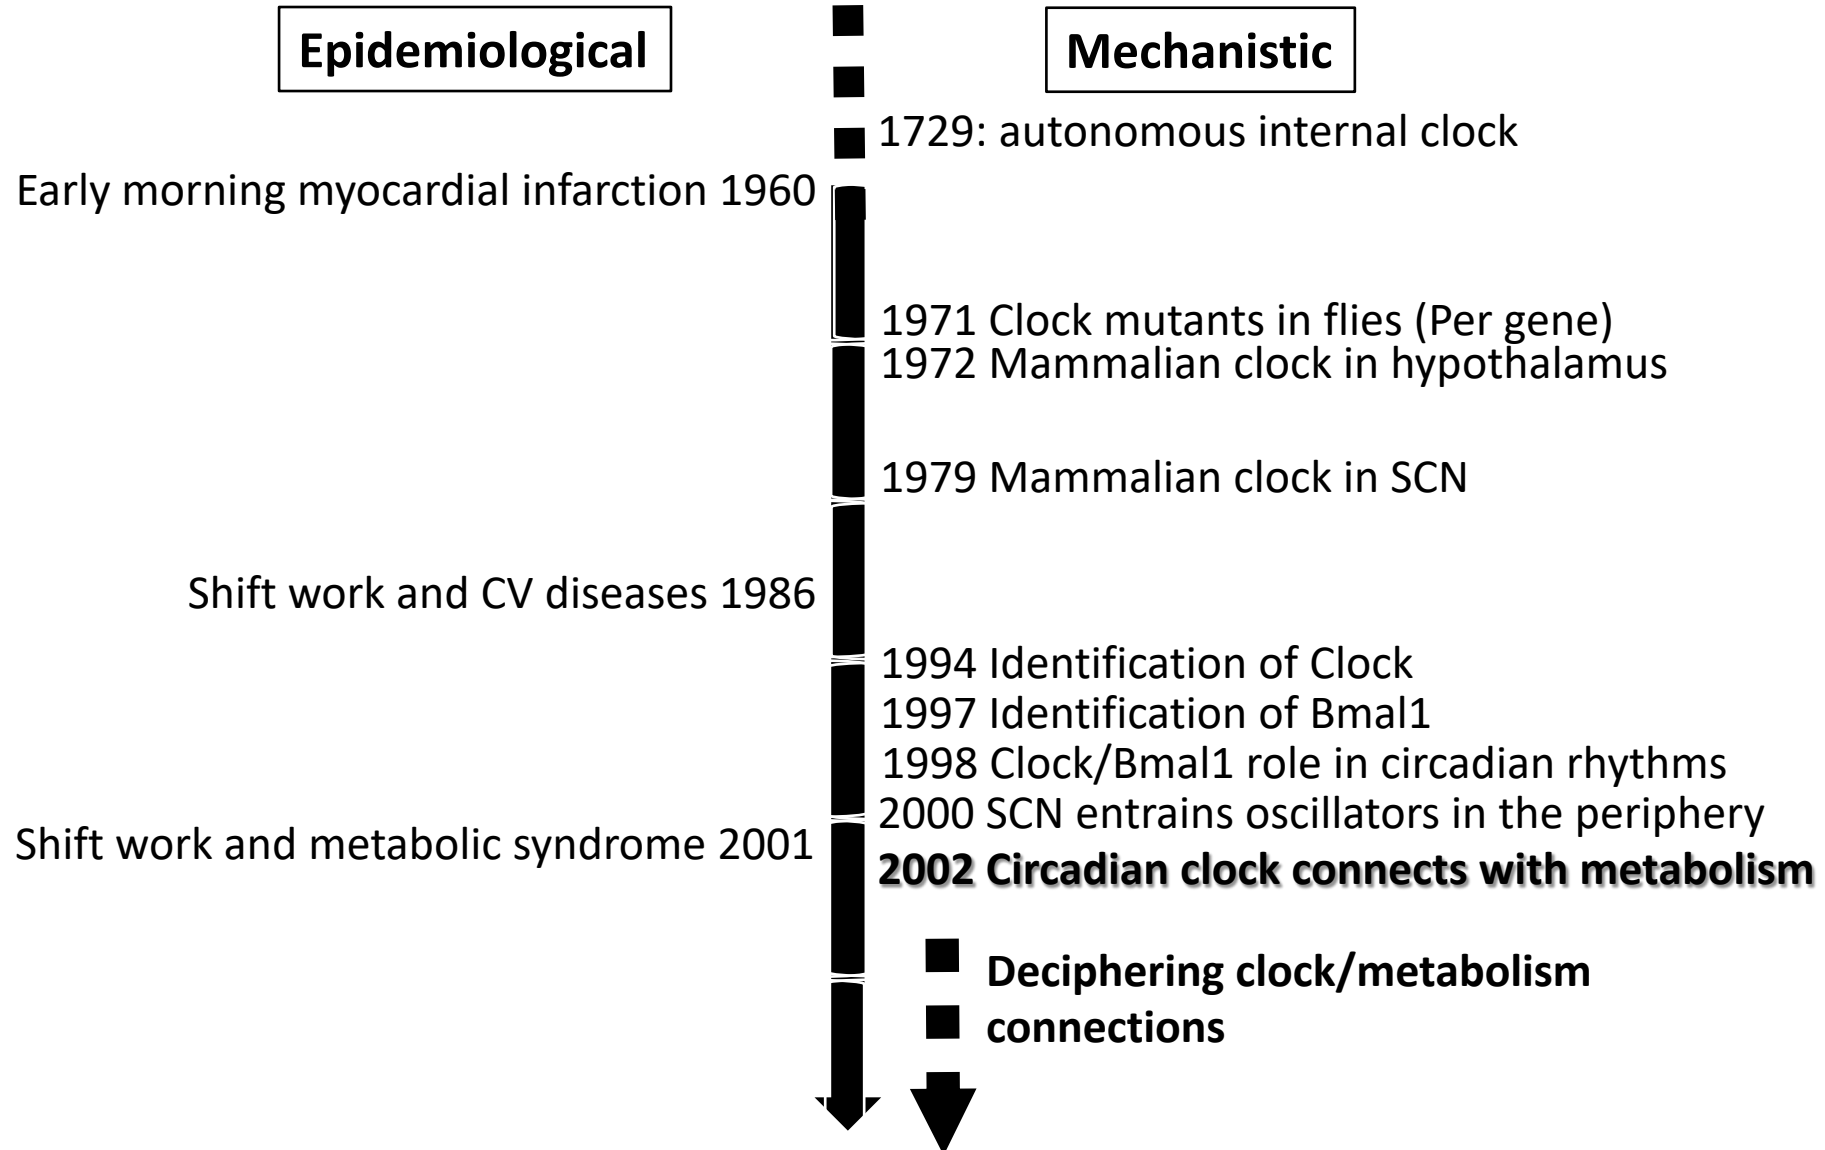 Epidemiological
Mechanistic
1729: autonomous internal clock
Early morning myocardial infarction 1960
1971 Clock mutants in flies (Per gene)
1972 Mammalian clock in hypothalamus
1979 Mammalian clock in SCN
Shift work and CV diseases 1986
1994 Identification of Clock
1997 Identification of Bmal1
1998 Clock/Bmal1 role in circadian rhythms
2000 SCN entrains oscillators in the periphery
Shift work and metabolic syndrome 2001
2002 Circadian clock connects with metabolism
Deciphering clock/metabolism
connections